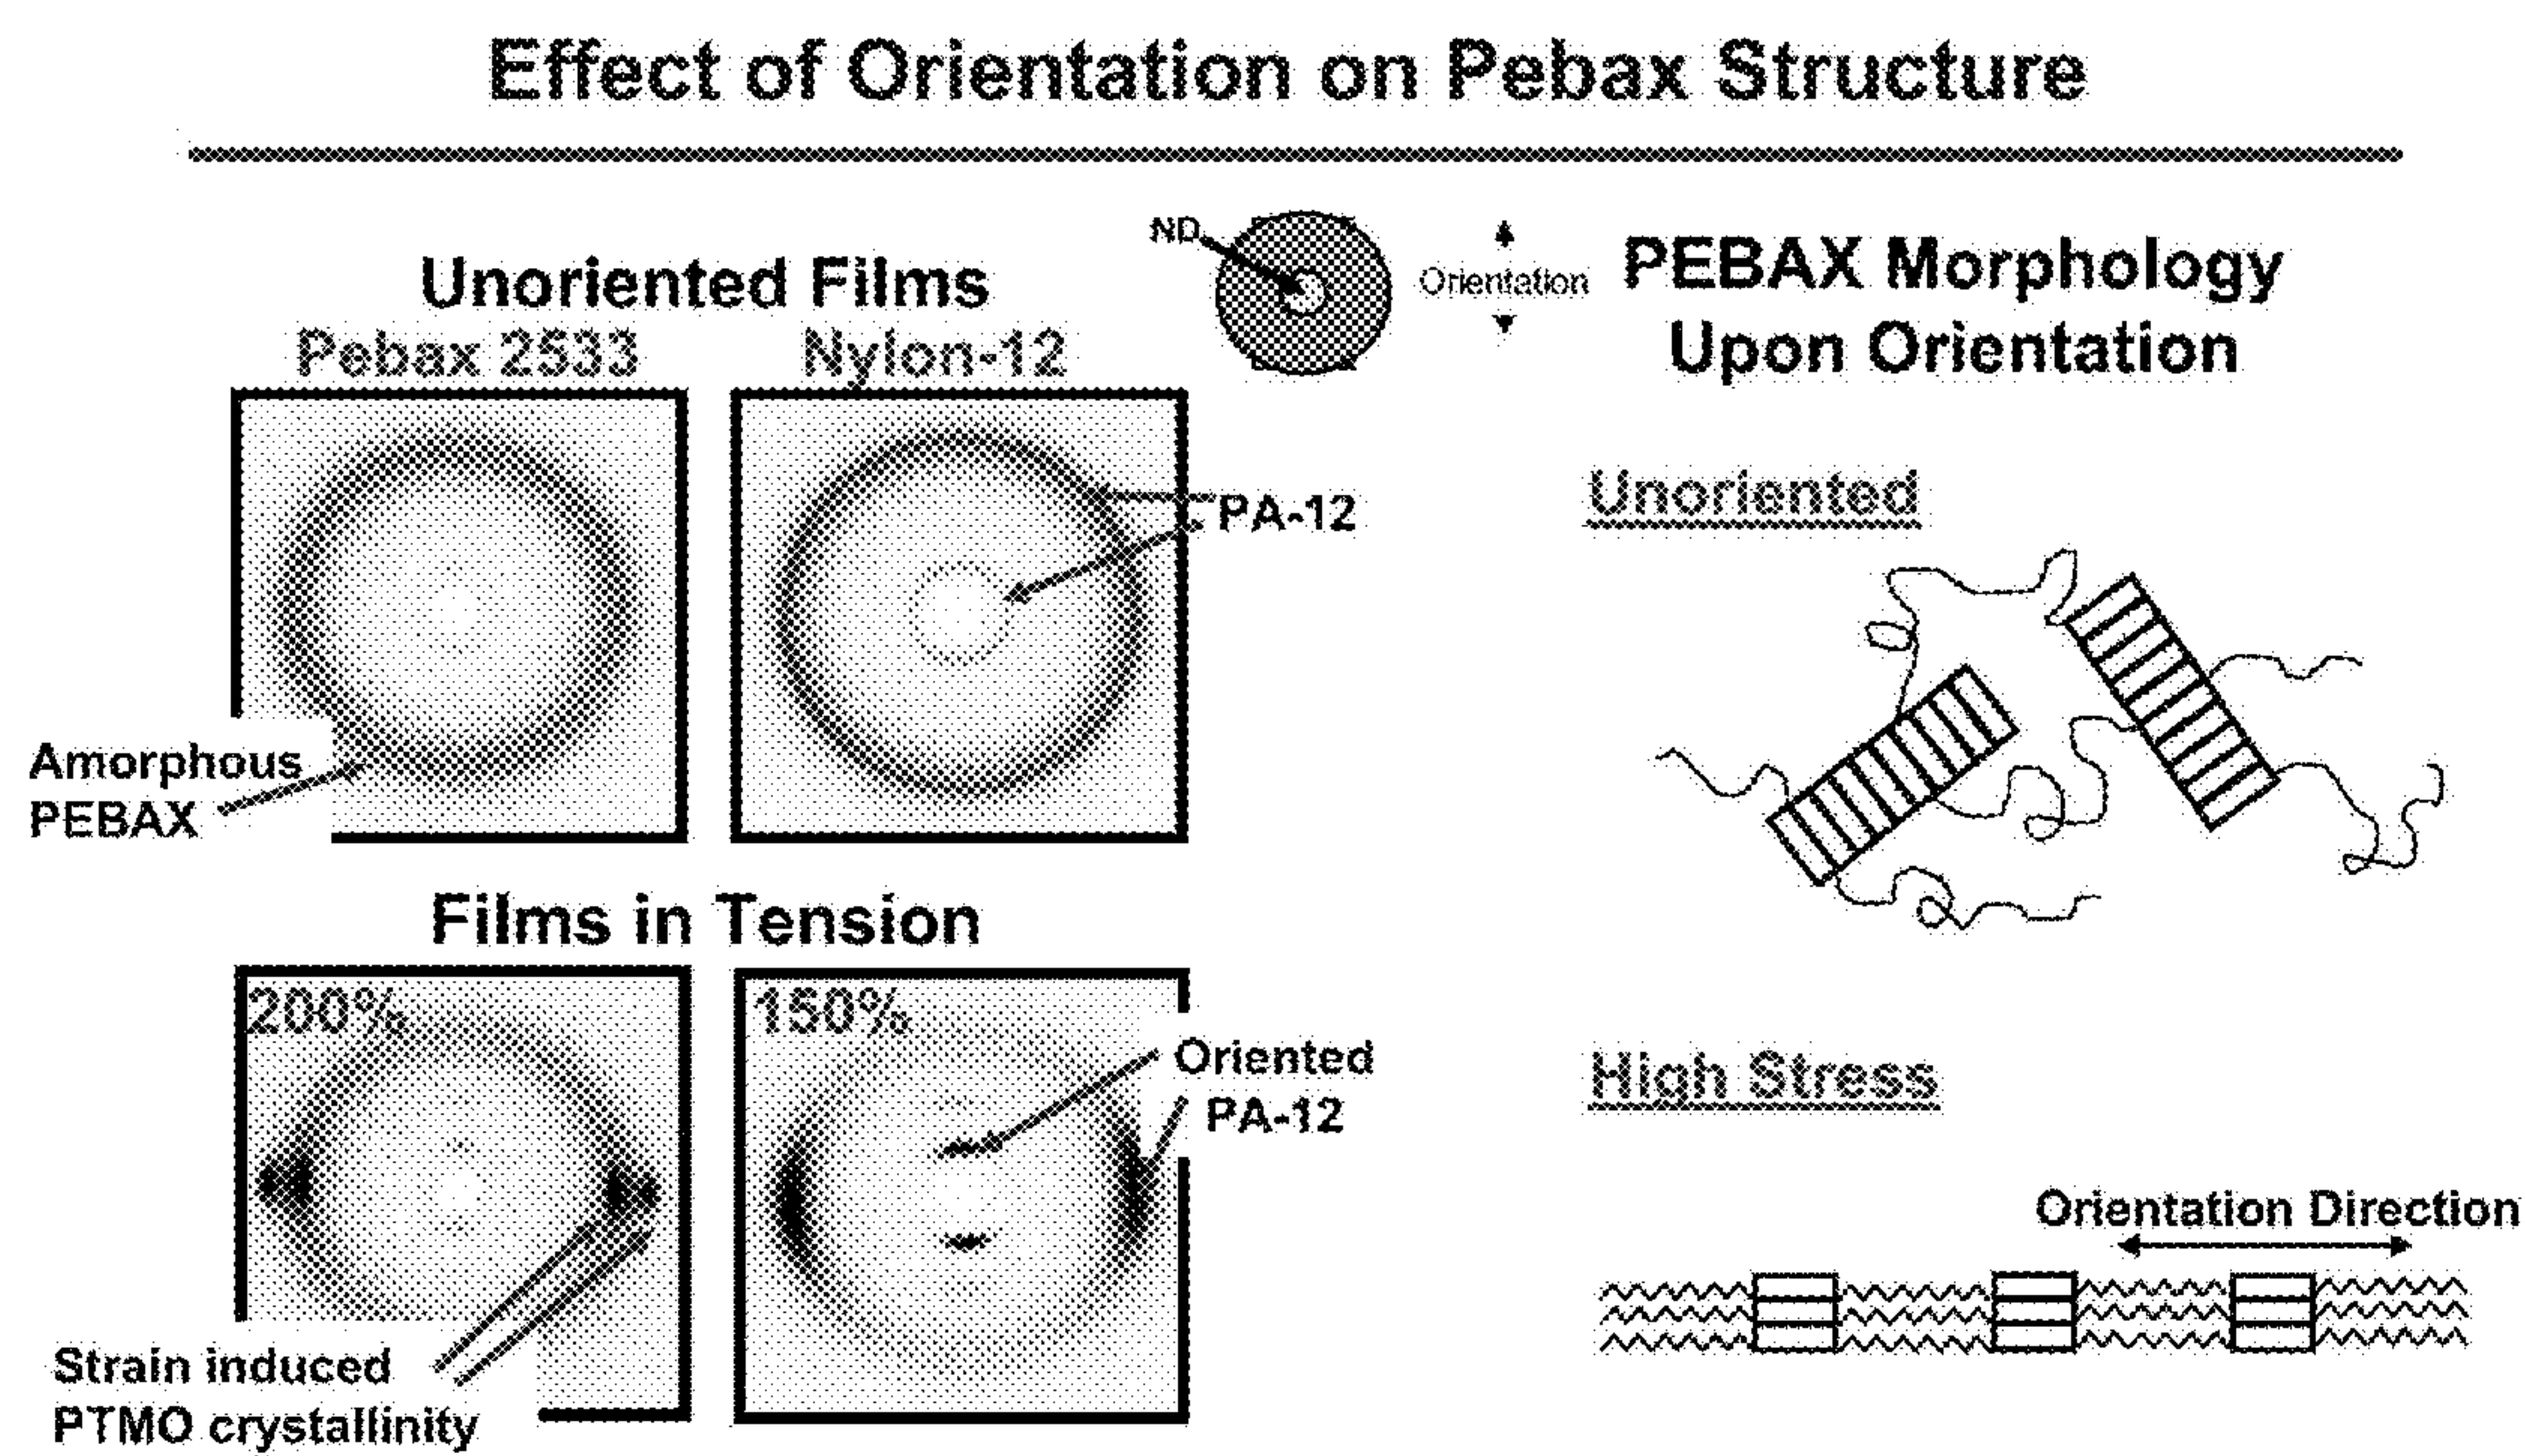 Effect of Orientation on Pebax Structure
Unoriented Films
Pebax 2533
Nylon-12
ND
Orientation
PEBAX Morphology
Upon Orientation
PA-12
Amorphous
PEBAX
Unoriented
Films in Tension
200%
150%
Oriented
PA-12
Strain induced
PTMO crystallinity
High Stress
Orientation Direction